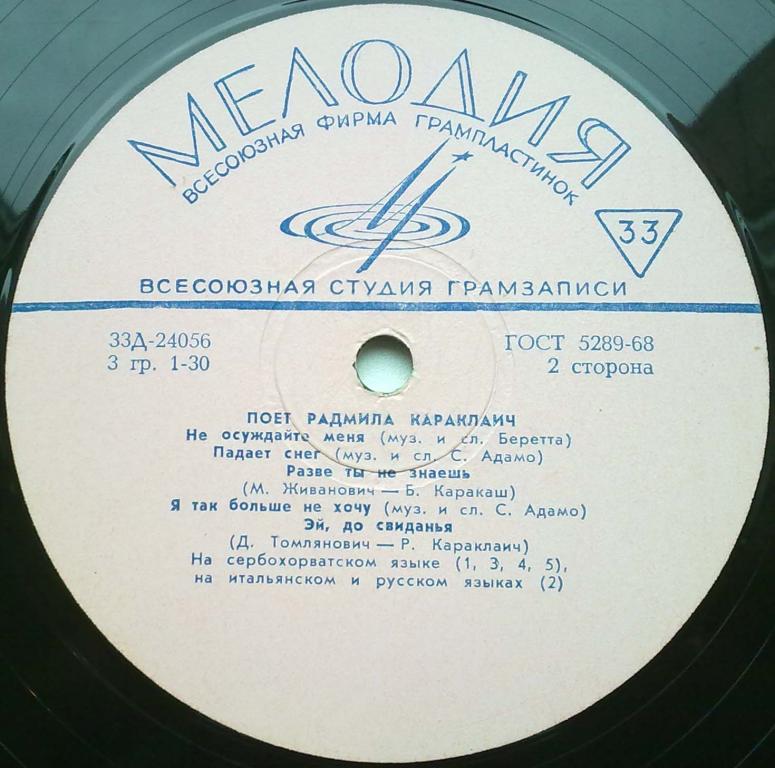 МЕЛОДИЯ
ВСЕСОЮЗНАЯ ФИРМА ГРАМПЛАСТИНОК
33
ВСЕСОЮЗНАЯ СТУДИЯ ГРАМЗАПИСИ
33Д-24056
ГОСТ 5289-68
3 гр. 1-30
2 сторона
ПОЕТ РАДМИЛА КАРАКЛАИЧ
Не осуждайте меня (муз. и сл. Беретта)
Падает снег (муз. и сл. С. Адамо)
Разве ты не знаешь
(М. Живанович — Б. Каракаш)
Я так больше не хочу (муз. и сл. С. Адамо)
Эй, до свиданья
(Д. Томлянович — Р. Караклаич)
На сербохорватском языке (1, 3, 4, 5),
на итальянском и русском языках (2)